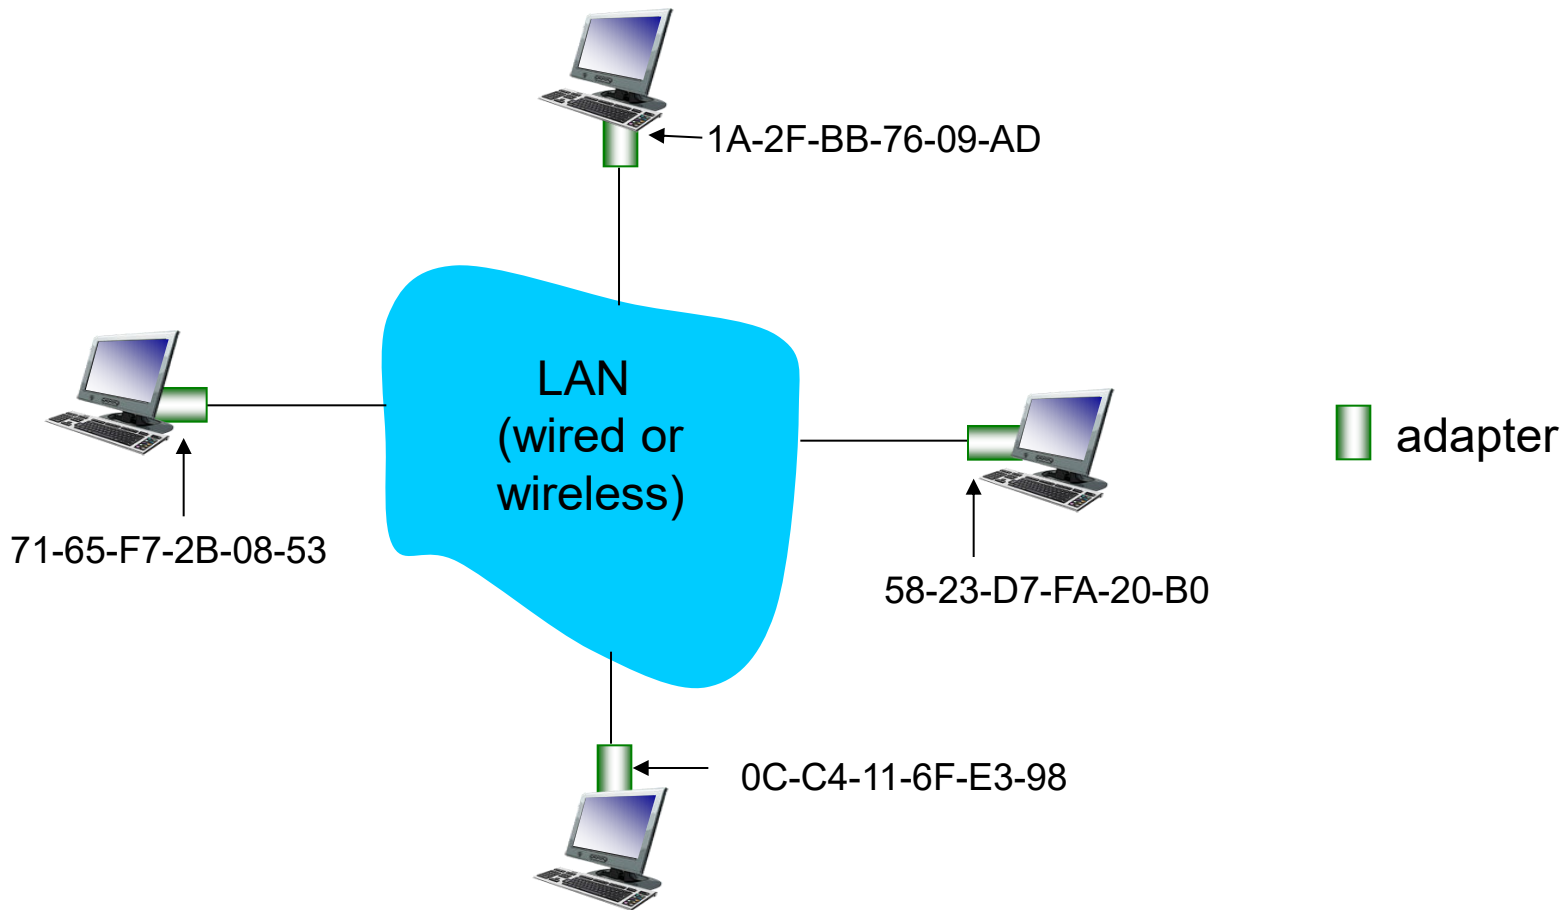 1A-2F-BB-76-09-AD
LAN
(wired or
wireless)
adapter
71-65-F7-2B-08-53
58-23-D7-FA-20-B0
0C-C4-11-6F-E3-98